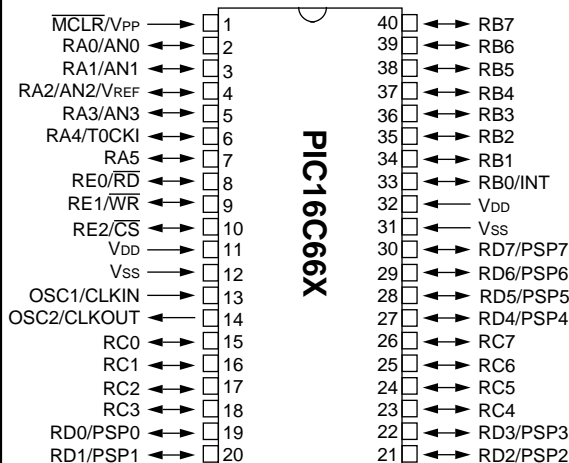 M̅C̅L̅R̅/VPP 1 40 RB7
RA0/AN0 2 39 RB6
RA1/AN1 3 38 RB5
RA2/AN2/VREF 4 37 RB4
RA3/AN3 5 36 RB3
RA4/T0CKI 6 35 RB2
RA5 7 34 RB1
RE0/R̅D̅ 8 33 RB0/INT
RE1/W̅R̅ 9 32 VDD
RE2/C̅S̅ 10 31 VSS
VDD 11 30 RD7/PSP7
VSS 12 29 RD6/PSP6
OSC1/CLKIN 13 28 RD5/PSP5
OSC2/CLKOUT 14 27 RD4/PSP4
RC0 15 26 RC7
RC1 16 25 RC6
RC2 17 24 RC5
RC3 18 23 RC4
RD0/PSP0 19 22 RD3/PSP3
RD1/PSP1 20 21 RD2/PSP2
PIC16C66X